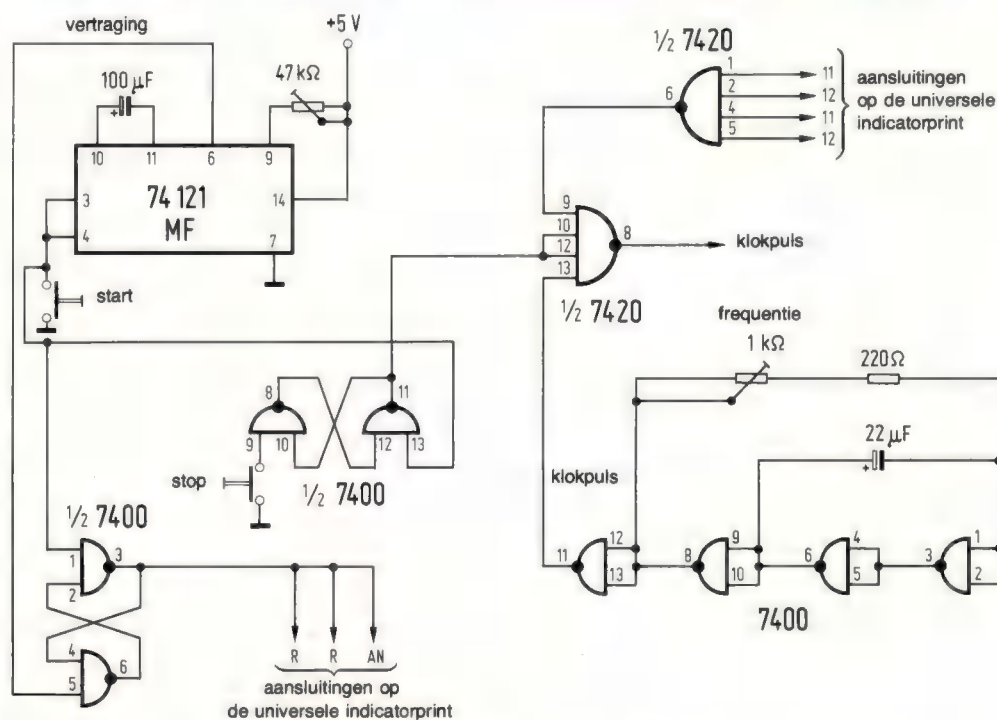 vertraging
+5 V
100 µF
+
47 kΩ
10
11
6
9
3
4
74 121
MF
14
7
start
½ 7420
1
2
4
5
6
11
12
11
12
aansluitingen
op de universele
indicatorprint
9
10
12
13
8
klokpuls
½ 7420
frequentie
1 kΩ
220Ω
22 µF
+
8
11
9
10
12
13
stop
½ 7400
½ 7400
1
2
3
4
5
6
R
R
AN
aansluitingen op
de universele indicatorprint
klokpuls
11
12
13
8
9
10
6
4
5
3
1
2
7400